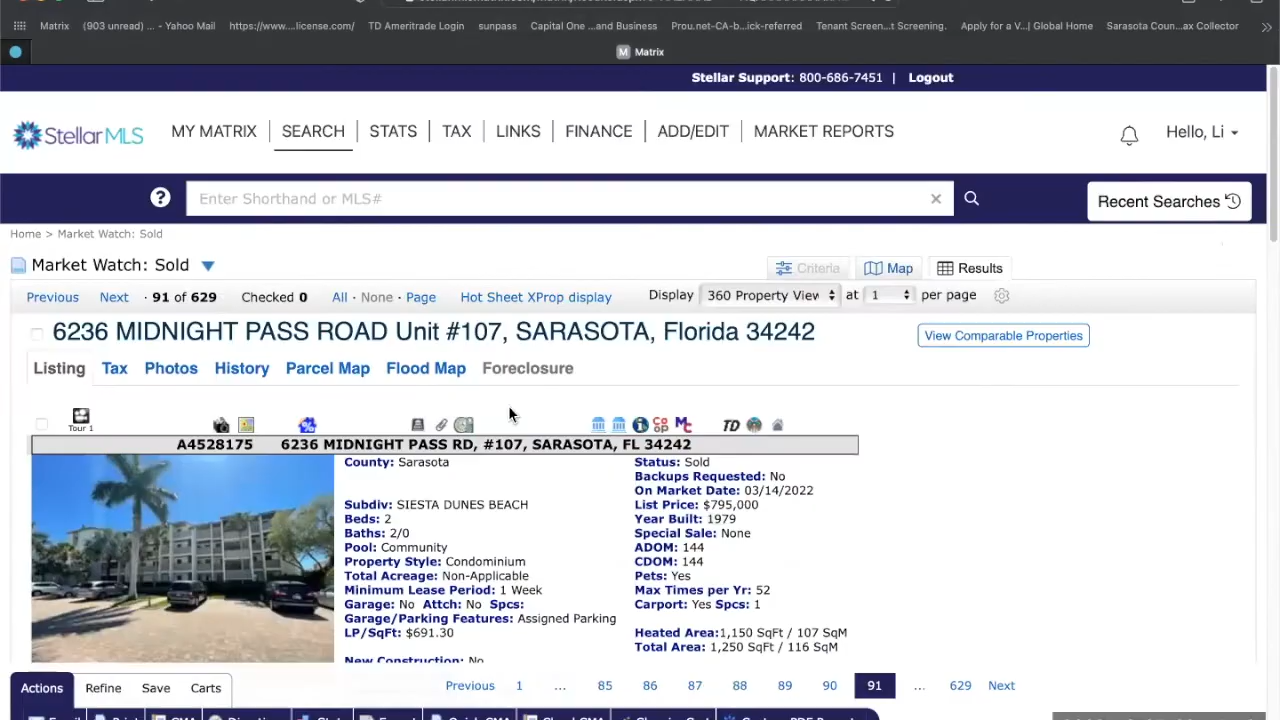 Matrix (903 unread) ... - Yahoo Mail https://www....license.com/ TD Ameritrade Login sunpass Capital One ...and Business Prou.net-CA-b...ick-referred Tenant Screen...t Screening. Apply for a V...| Global Home Sarasota Coun...ax Collector
M Matrix
Stellar Support: 800-686-7451 | Logout
StellarMLS MY MATRIX SEARCH STATS TAX LINKS FINANCE ADD/EDIT MARKET REPORTS Hello, Li
? Enter Shorthand or MLS# Recent Searches
Home > Market Watch: Sold
Market Watch: Sold Criteria Map Results
Previous Next · 91 of 629 Checked 0 All · None · Page Hot Sheet XProp display Display 360 Property View at 1 per page
6236 MIDNIGHT PASS ROAD Unit #107, SARASOTA, Florida 34242 View Comparable Properties
Listing Tax Photos History Parcel Map Flood Map Foreclosure
Tour 1 TD
A4528175 6236 MIDNIGHT PASS RD, #107, SARASOTA, FL 34242
County: Sarasota Status: Sold
Backups Requested: No
On Market Date: 03/14/2022
Subdiv: SIESTA DUNES BEACH List Price: $795,000
Beds: 2 Year Built: 1979
Baths: 2/0 Special Sale: None
Pool: Community ADOM: 144
Property Style: Condominium CDOM: 144
Total Acreage: Non-Applicable Pets: Yes
Minimum Lease Period: 1 Week Max Times per Yr: 52
Garage: No Attch: No Spcs: Carport: Yes Spcs: 1
Garage/Parking Features: Assigned Parking
LP/SqFt: $691.30 Heated Area:1,150 SqFt / 107 SqM
Total Area: 1,250 SqFt / 116 SqM
New Construction: No
Actions Refine Save Carts Previous 1 ... 85 86 87 88 89 90 91 ... 629 Next